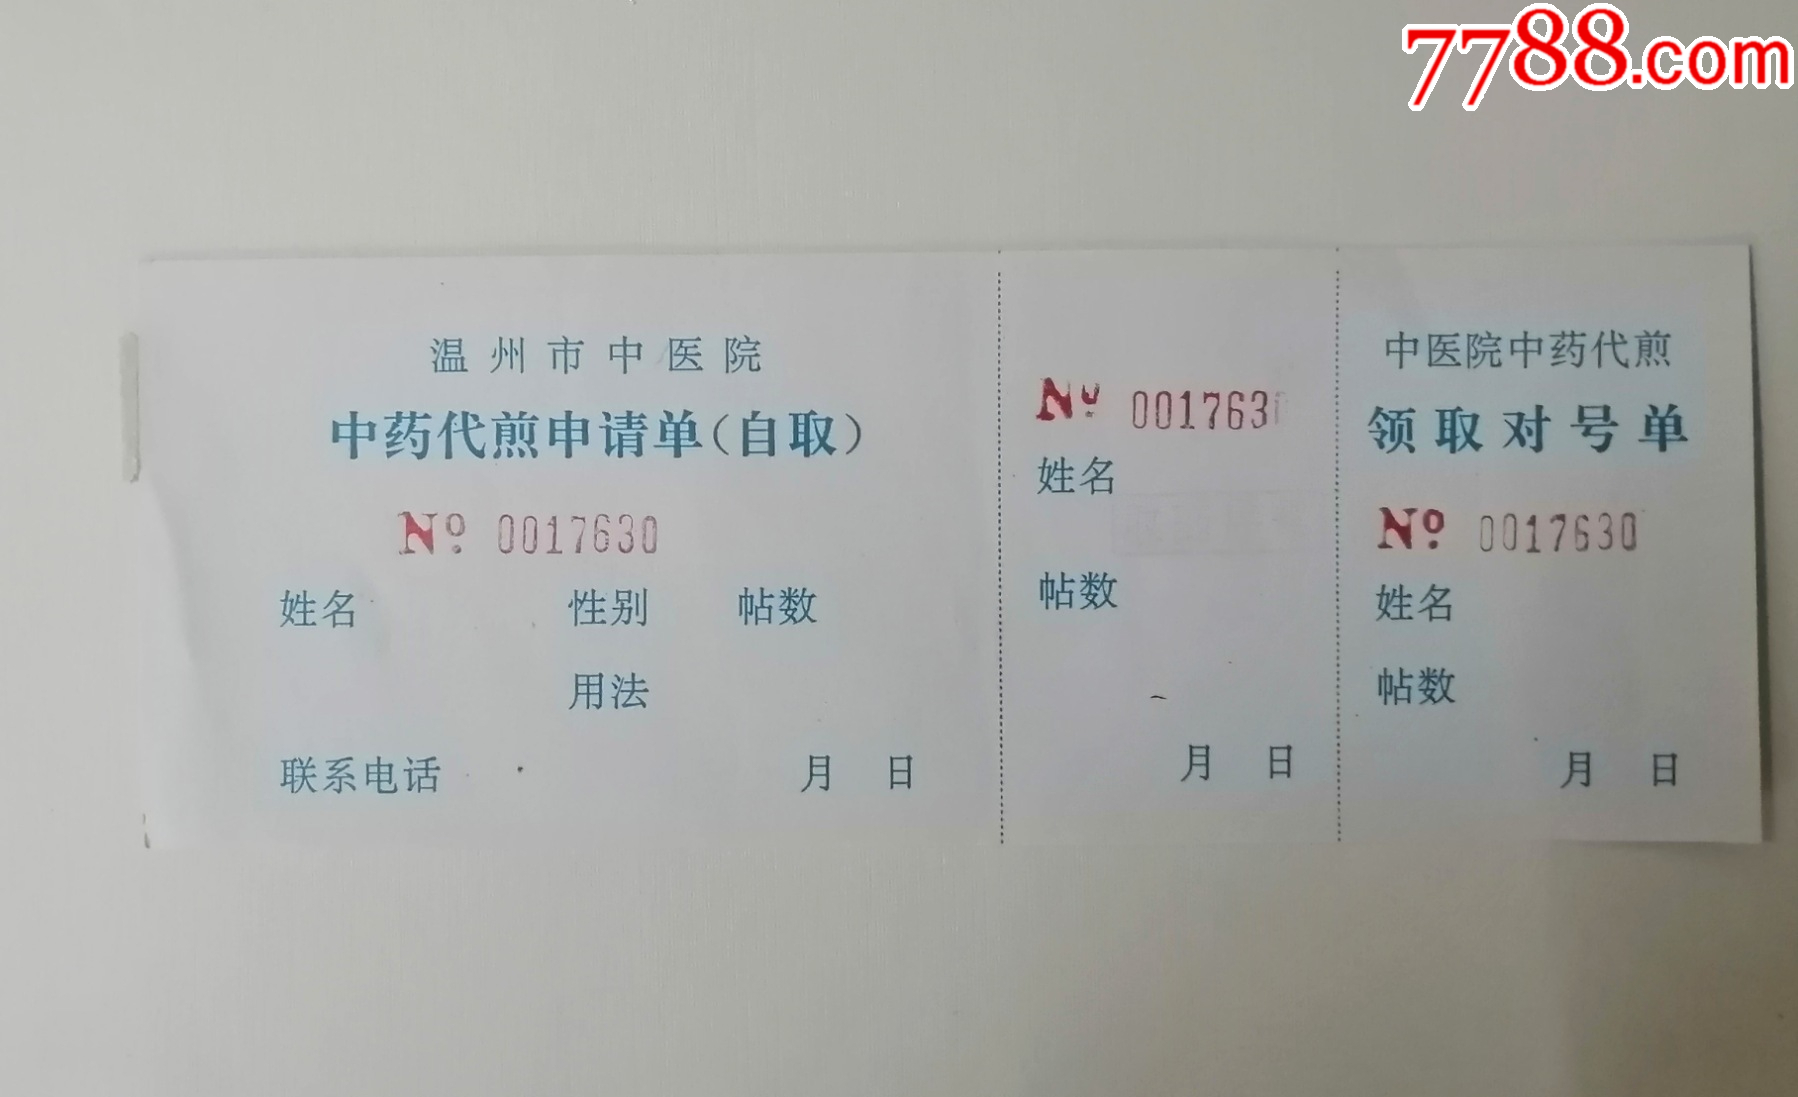 7788.com
温州市中医院
中药代煎申请单（自取）
No 0017630
姓名 性别 帖数
用法
联系电话 月 日
No 001763
姓名
帖数
月 日
中医院中药代煎
领取对号单
No 0017630
姓名
帖数
月 日